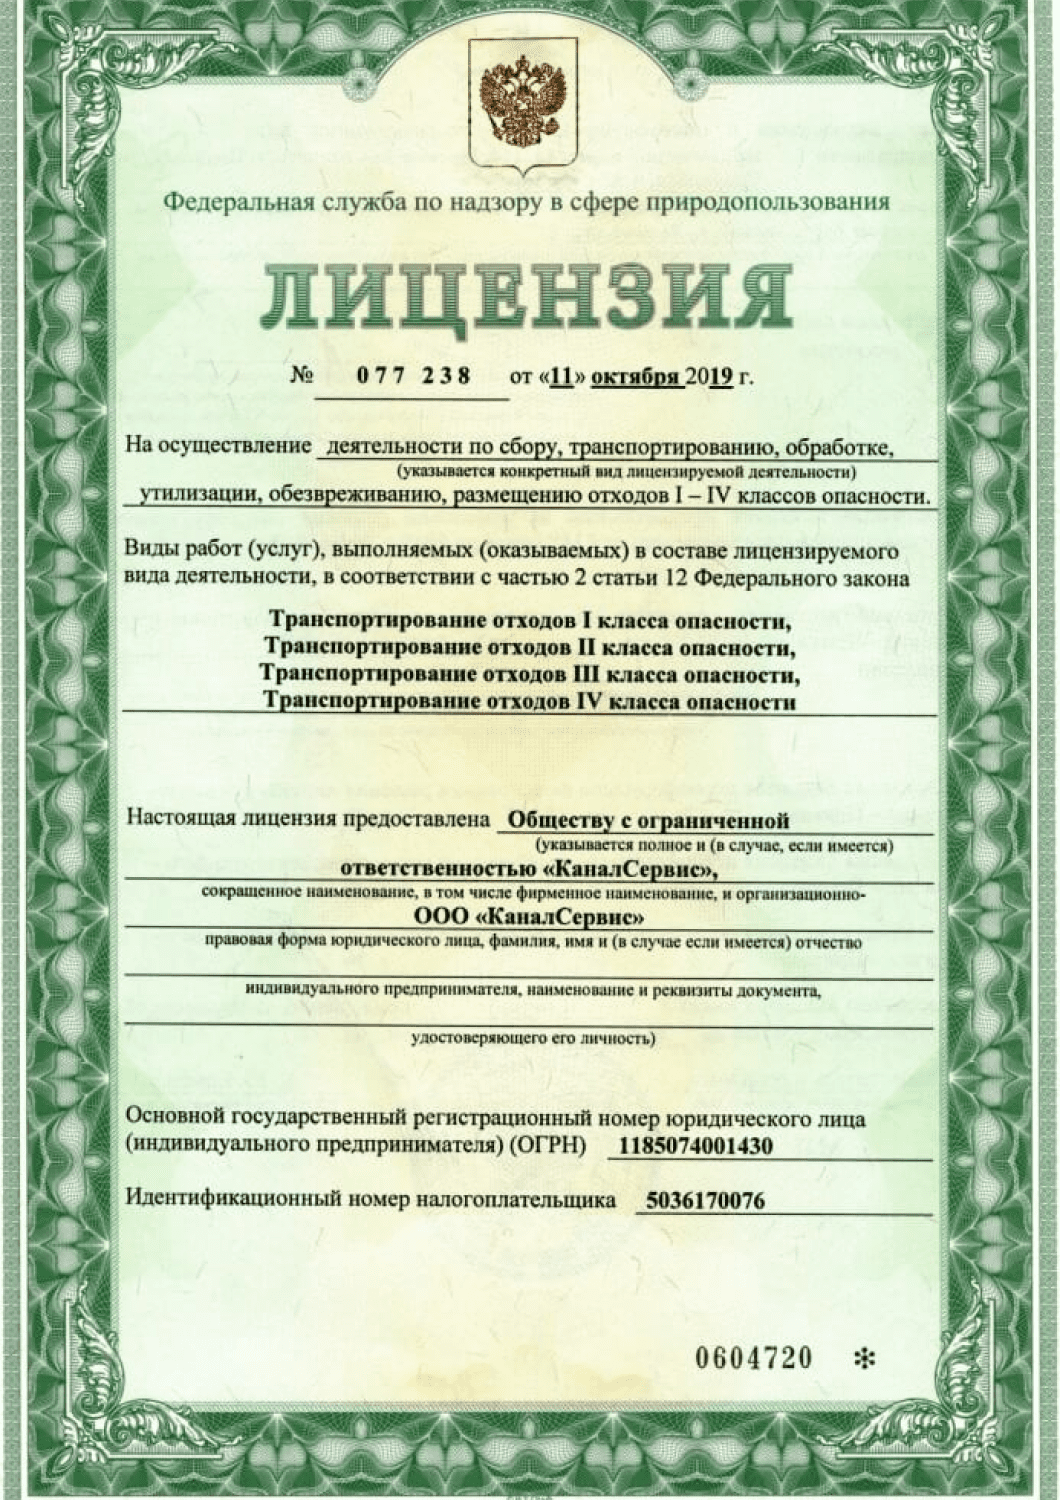 Федеральная служба по надзору в сфере природопользования
ЛИЦЕНЗИЯ
№ 077 238 от «11» октября 2019 г.
На осуществление деятельности по сбору, транспортированию, обработке,
(указывается конкретный вид лицензируемой деятельности)
утилизации, обезвреживанию, размещению отходов I – IV классов опасности.
Виды работ (услуг), выполняемых (оказываемых) в составе лицензируемого
вида деятельности, в соответствии с частью 2 статьи 12 Федерального закона
Транспортирование отходов I класса опасности,
Транспортирование отходов II класса опасности,
Транспортирование отходов III класса опасности,
Транспортирование отходов IV класса опасности
Настоящая лицензия предоставлена Обществу с ограниченной
(указывается полное и (в случае, если имеется)
ответственностью «КаналСервис»,
сокращенное наименование, в том числе фирменное наименование, и организационно-
ООО «КаналСервис»
правовая форма юридического лица, фамилия, имя и (в случае если имеется) отчество
индивидуального предпринимателя, наименование и реквизиты документа,
удостоверяющего его личность)
Основной государственный регистрационный номер юридического лица
(индивидуального предпринимателя) (ОГРН) 1185074001430
Идентификационный номер налогоплательщика 5036170076
0604720 *